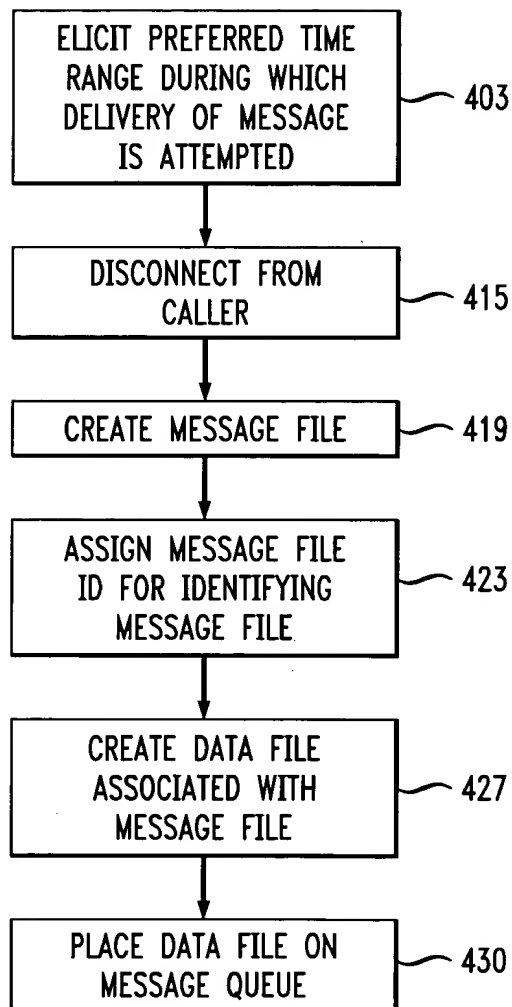 ELICIT PREFERRED TIME
RANGE DURING WHICH
DELIVERY OF MESSAGE
IS ATTEMPTED
403
DISCONNECT FROM
CALLER
415
CREATE MESSAGE FILE
419
ASSIGN MESSAGE FILE
ID FOR IDENTIFYING
MESSAGE FILE
423
CREATE DATA FILE
ASSOCIATED WITH
MESSAGE FILE
427
PLACE DATA FILE ON
MESSAGE QUEUE
430